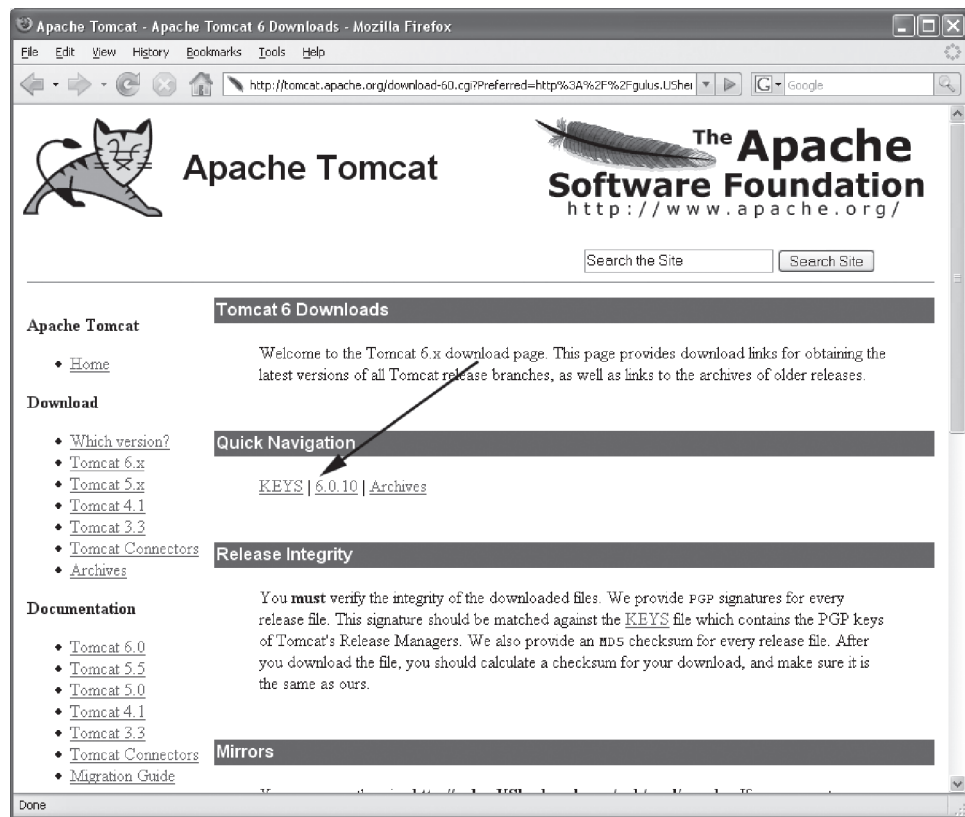 Apache Tomcat - Apache Tomcat 6 Downloads - Mozilla Firefox
File Edit View History Bookmarks Tools Help
http://tomcat.apache.org/download-60.cgi?Preferred=http%3A%2F%2Fgulus.USher
G Google
Apache Tomcat
The Apache
Software Foundation
http://www.apache.org/
Search the Site
Search Site
Apache Tomcat
Home
Download
Which version?
Tomcat 6.x
Tomcat 5.x
Tomcat 4.1
Tomcat 3.3
Tomcat Connectors
Archives
Documentation
Tomcat 6.0
Tomcat 5.5
Tomcat 5.0
Tomcat 4.1
Tomcat 3.3
Tomcat Connectors
Migration Guide
Tomcat 6 Downloads
Welcome to the Tomcat 6.x download page. This page provides download links for obtaining the
latest versions of all Tomcat release branches, as well as links to the archives of older releases.
Quick Navigation
KEYS | 6.0.10 | Archives
Release Integrity
You must verify the integrity of the downloaded files. We provide PGP signatures for every
release file. This signature should be matched against the KEYS file which contains the PGP keys
of Tomcat's Release Managers. We also provide an MD5 checksum for every release file. After
you download the file, you should calculate a checksum for your download, and make sure it is
the same as ours.
Mirrors
Done